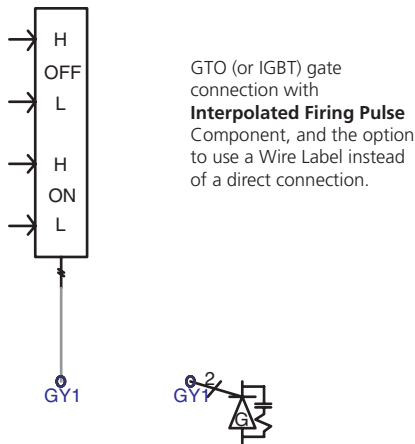 H
OFF
L
H
ON
L
GTO (or IGBT) gate
connection with
Interpolated Firing Pulse
Component, and the option
to use a Wire Label instead
of a direct connection.
GY1
GY1
2
G